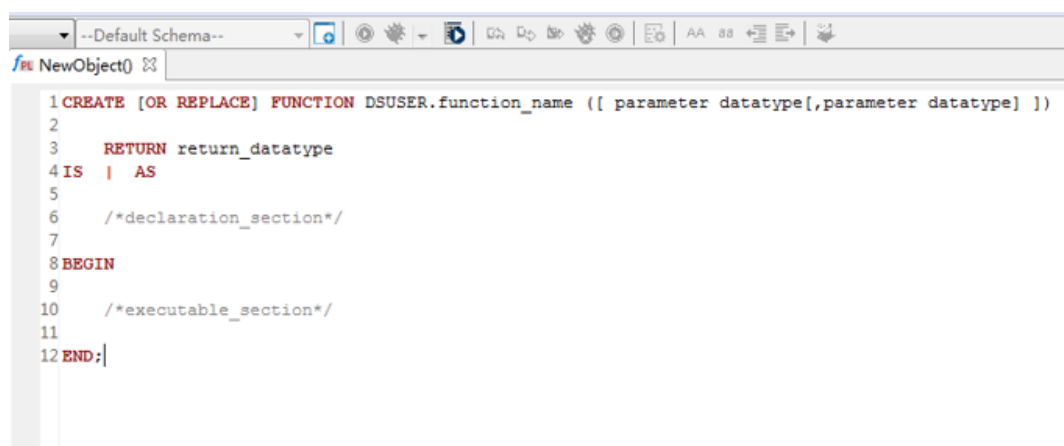 --Default Schema--
NewObject()
1 CREATE [OR REPLACE] FUNCTION DSUSER.function_name ([ parameter datatype[,parameter datatype] ])
2
3 RETURN return_datatype
4 IS | AS
5
6 /*declaration_section*/
7
8 BEGIN
9
10 /*executable_section*/
11
12 END;